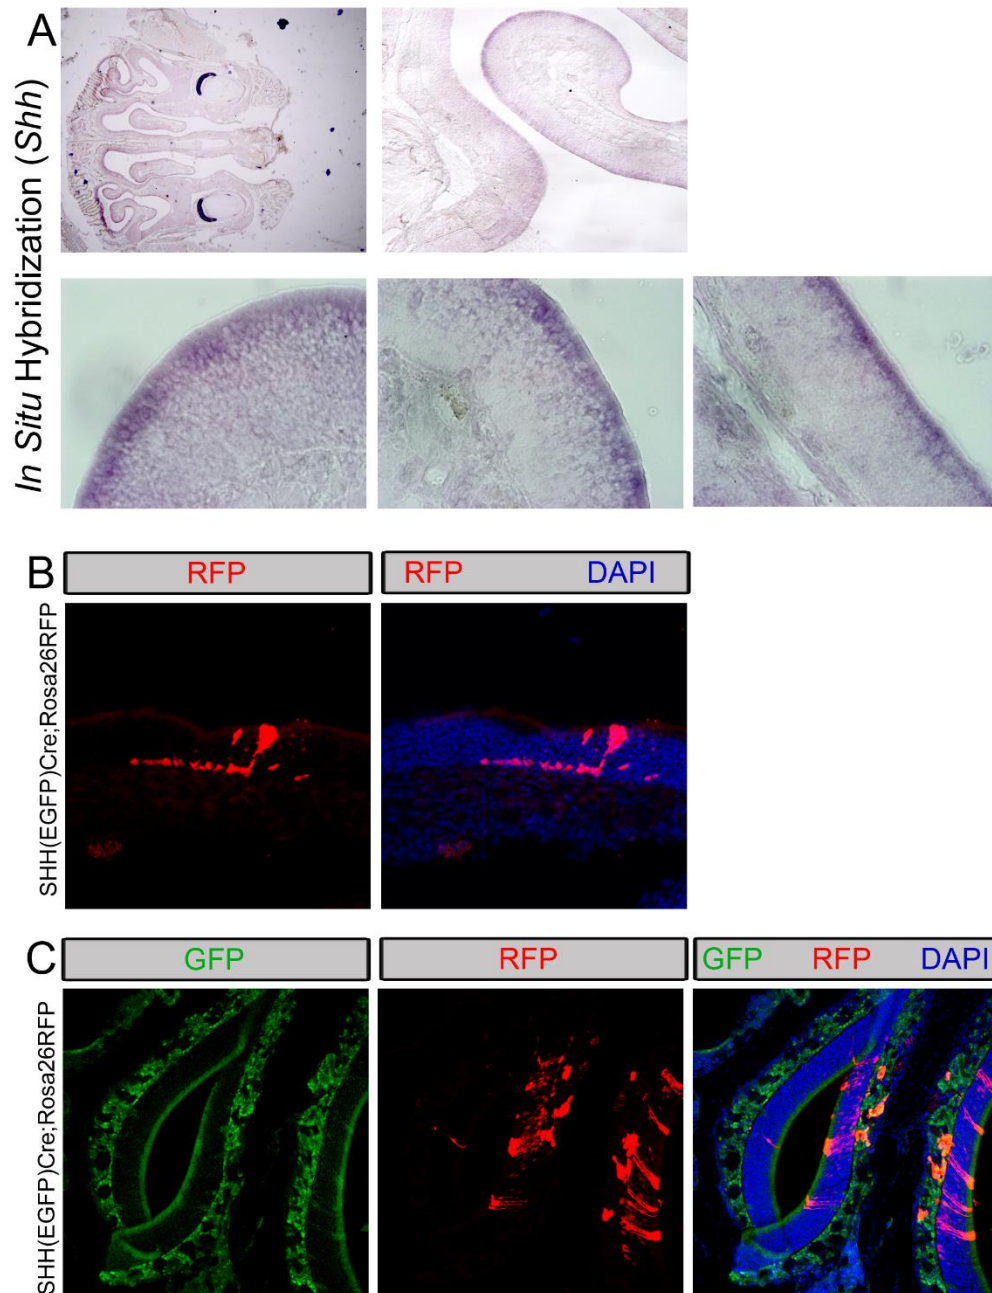 A
In Situ Hybridization (Shh)
B
RFP
RFP DAPI
SHH(EGFP)Cre;Rosa26RFP
C
GFP
RFP
GFP RFP DAPI
SHH(EGFP)Cre;Rosa26RFP